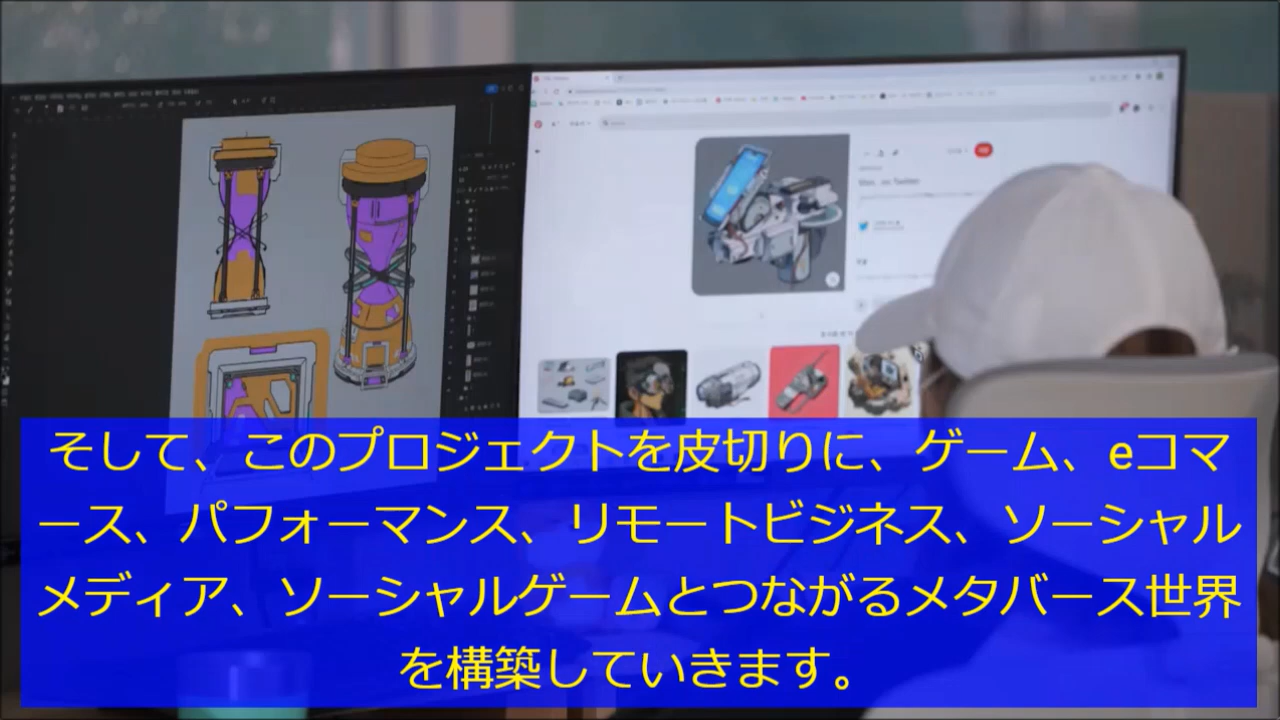 そして、このプロジェクトを皮切りに、ゲーム、eコマ
ース、パフォーマンス、リモートビジネス、ソーシャル
メディア、ソーシャルゲームとつながるメタバース世界
を構築していきます。